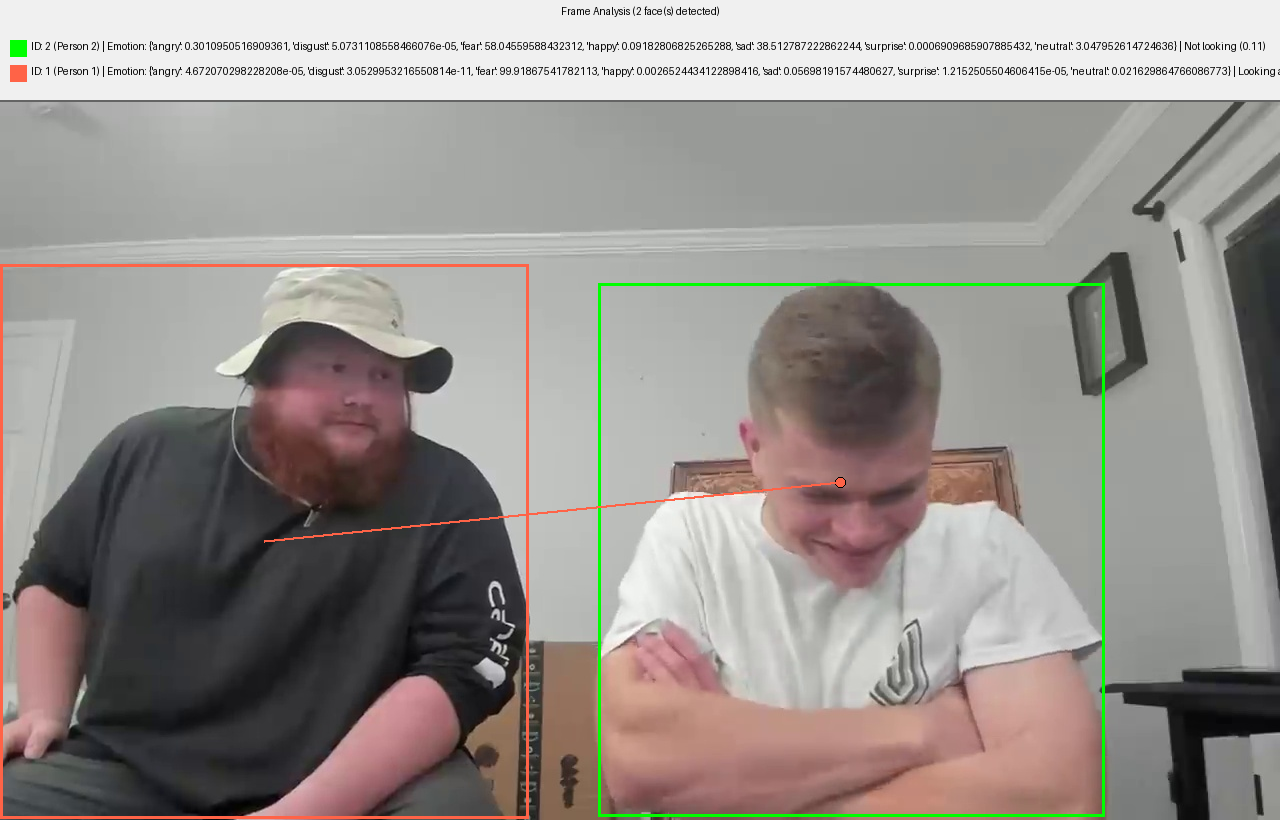 Frame Analysis (2 face(s) detected)
ID: 2 (Person 2) | Emotion: {'angry': 0.3010950516909361, 'disgust': 5.0731108558466076e-05, 'fear': 58.04559588432312, 'happy': 0.09182806825265288, 'sad': 38.512787222862244, 'surprise': 0.0006909685907885432, 'neutral': 3.047952614724636} | Not looking (0.11)
ID: 1 (Person 1) | Emotion: {'angry': 4.672070298228208e-05, 'disgust': 3.0529953216550814e-11, 'fear': 99.91867541782113, 'happy': 0.0026524434122898416, 'sad': 0.05698191574480627, 'surprise': 1.2152505504606415e-05, 'neutral': 0.021629864766086773} | Looking a